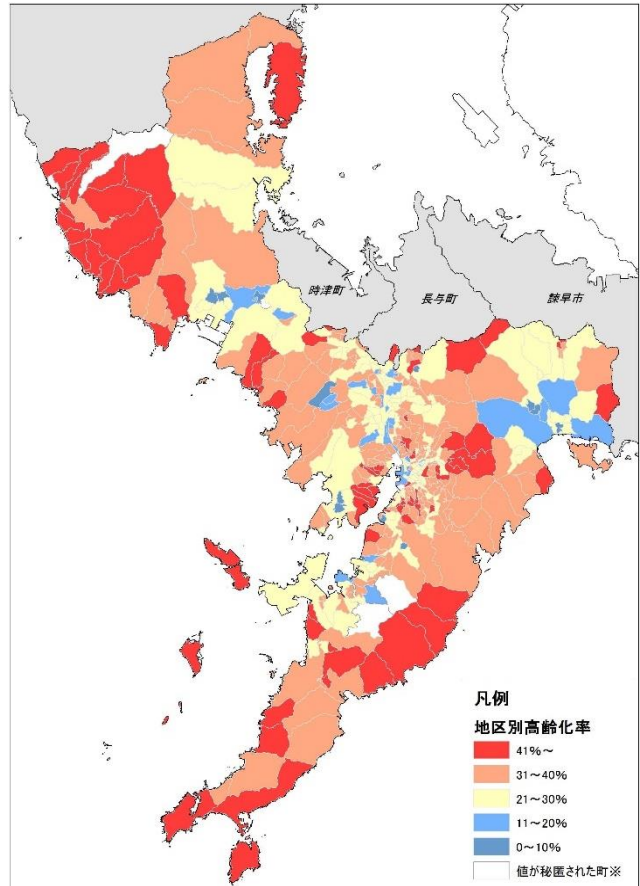 時津町
長与町
諫早市
凡例
地区別高齢化率
41%~
31~40%
21~30%
11~20%
0~10%
値が秘匿された町※